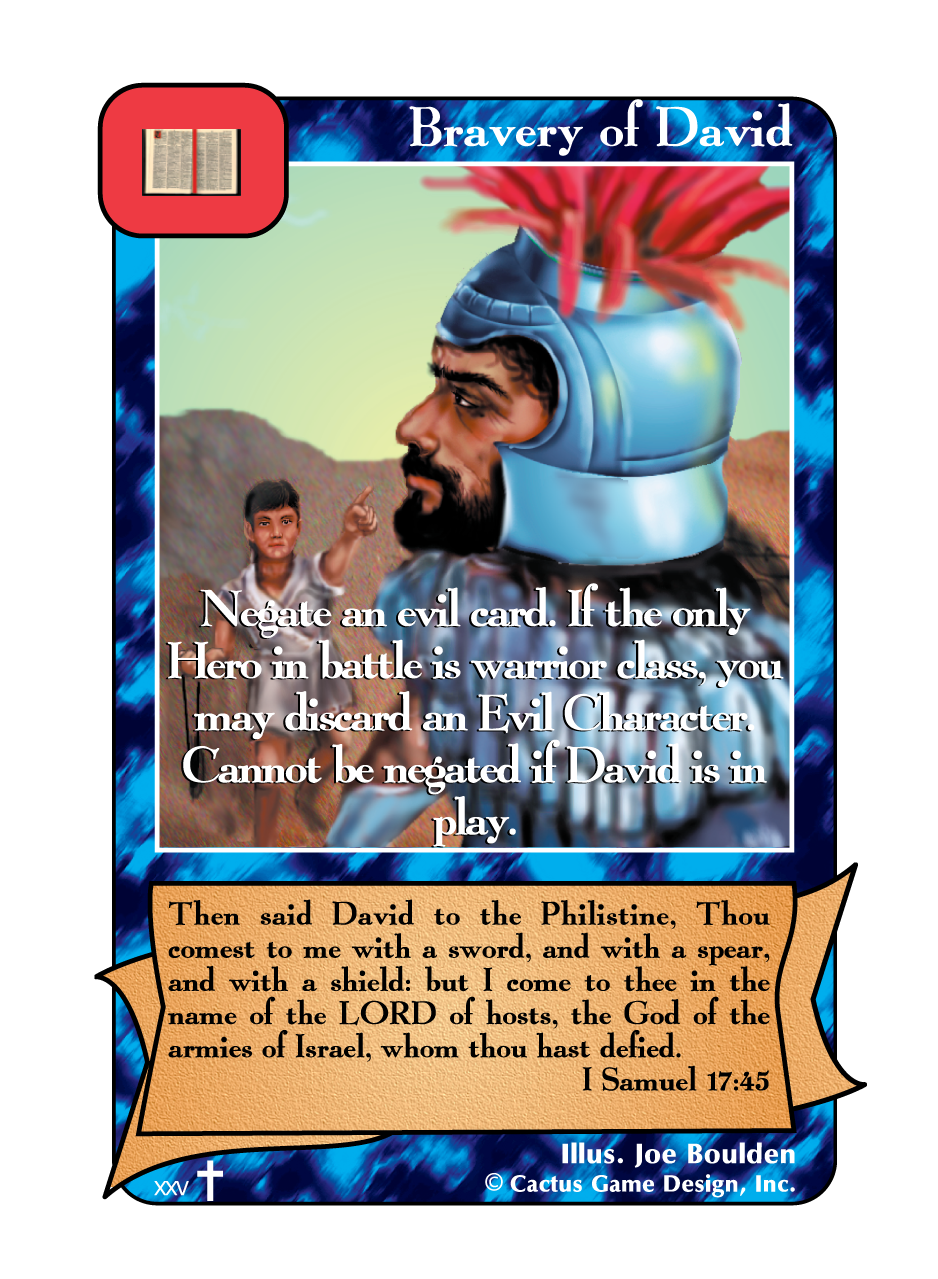 Bravery of David
Negate an evil card. If the only
Hero in battle is warrior class, you
may discard an Evil Character.
Cannot be negated if David is in
play.
Then said David to the Philistine, Thou
comest to me with a sword, and with a spear,
and with a shield: but I come to thee in the
name of the LORD of hosts, the God of the
armies of Israel, whom thou hast defied.
I Samuel 17:45
Illus. Joe Boulden
XXV
© Cactus Game Design, Inc.